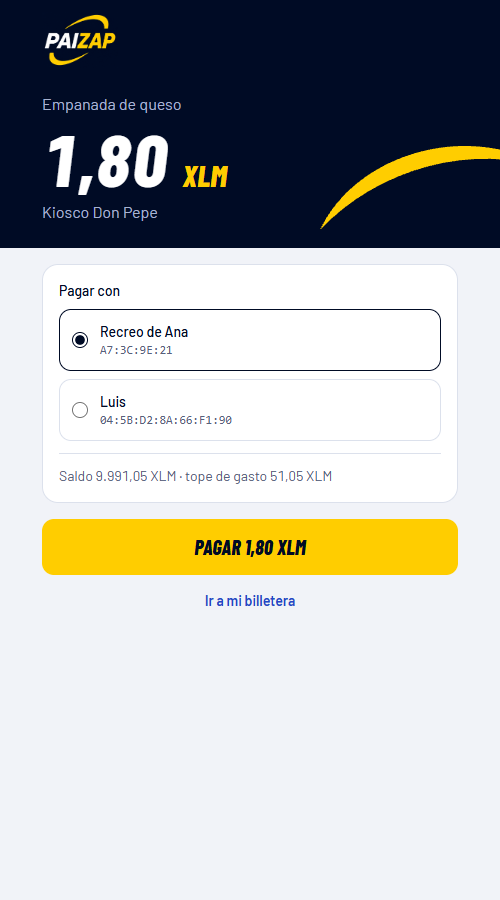 PAIZAP
Empanada de queso
1,80 XLM
Kiosco Don Pepe
Pagar con
Recreo de Ana
A7:3C:9E:21
Luis
04:5B:D2:8A:66:F1:90
Saldo 9.991,05 XLM · tope de gasto 51,05 XLM
PAGAR 1,80 XLM
Ir a mi billetera